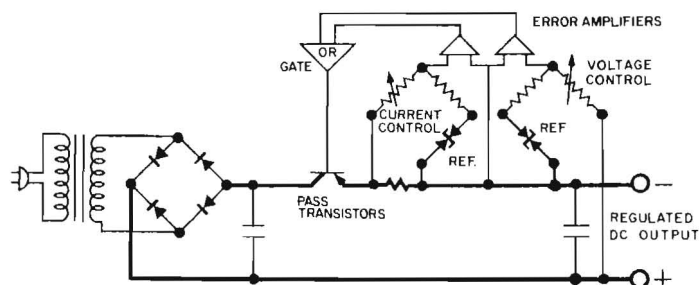 OR
GATE
ERROR AMPLIFIERS
VOLTAGE
CONTROL
CURRENT
CONTROL
REF.
REF
PASS
TRANSISTORS
−
REGULATED
DC OUTPUT
+